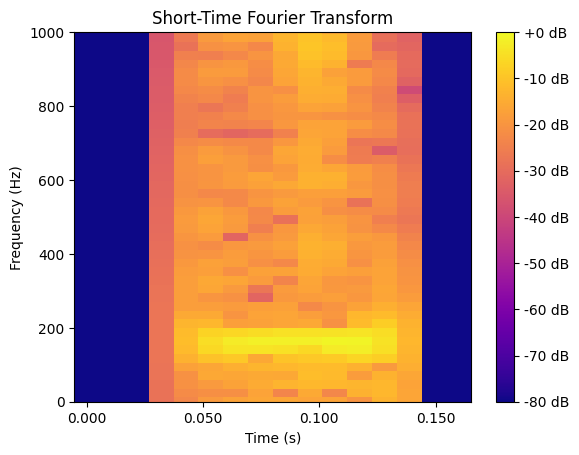 Short-Time Fourier Transform
1000
800
600
400
200
0
Frequency (Hz)
0.000
0.050
0.100
0.150
Time (s)
+0 dB
-10 dB
-20 dB
-30 dB
-40 dB
-50 dB
-60 dB
-70 dB
-80 dB